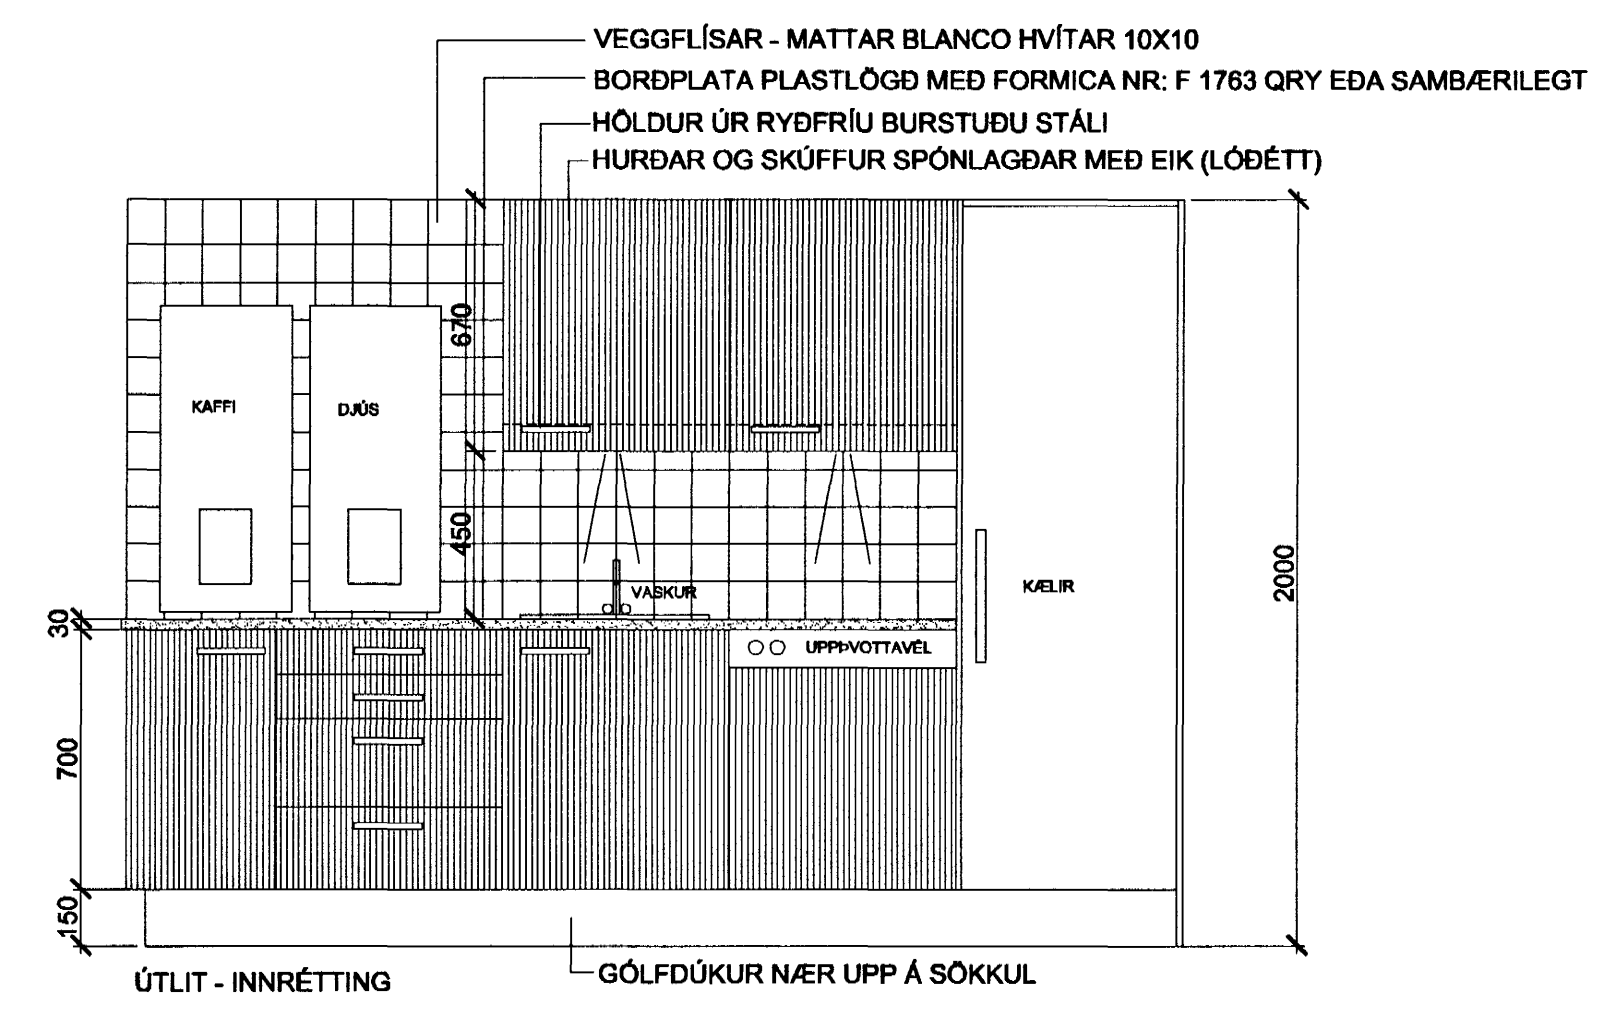 VEGGFLÍSAR - MATTAR BLANCO HVÍTAR 10X10
BORÐPLATA PLASTLÖGÐ MEÐ FORMICA NR: F 1763 QRY EÐA SAMBÆRILEGT
HÖLDUR ÚR RYÐFRÍU BURSTUÐU STÁLI
HURÐAR OG SKÚFFUR SPÓNLAGÐAR MEÐ EIK (LÓÐÉTT)
670
KAFFI
DJÚS
450
2000
KÆLIR
VASKUR
30
UPPÞVOTTAVÉL
700
150
GÓLFDÚKUR NÆR UPP Á SÖKKUL
ÚTLIT - INNRÉTTING